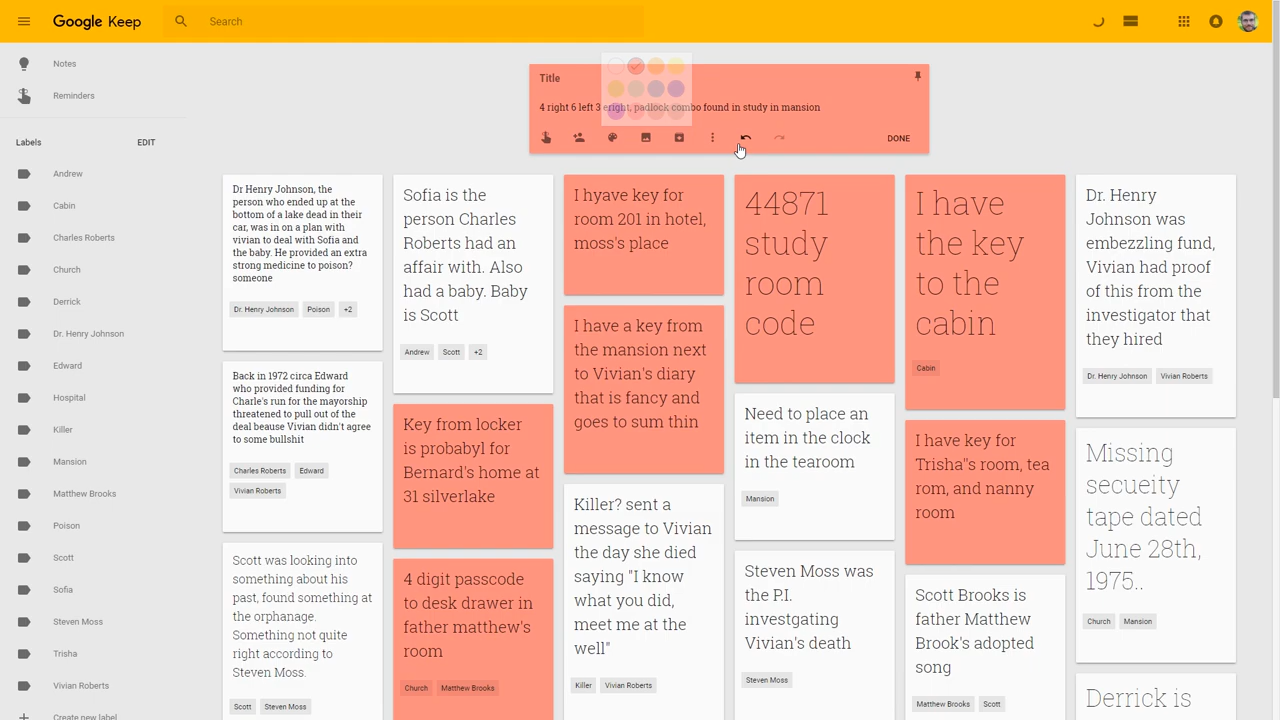 Google Keep
Search
Notes
Reminders
Labels
EDIT
Andrew
Cabin
Charles Roberts
Church
Derrick
Dr. Henry Johnson
Edward
Hospital
Killer
Mansion
Matthew Brooks
Poison
Scott
Sofia
Steven Moss
Trisha
Vivian Roberts
Create new label
Title
4 right 6 left 3 eright, padlock combo found in study in mansion
DONE
Dr Henry Johnson, the
person who ended up at the
bottom of a lake dead in their
car, was in on a plan with
vivian to deal with Sofia and
the baby. He provided an extra
strong medicine to poison?
someone
Dr. Henry Johnson
Poison
+2
Back in 1972 circa Edward
who provided funding for
Charle's run for the mayorship
threatened to pull out of the
deal beause Vivian didn't agree
to some bullshit
Charles Roberts
Edward
Vivian Roberts
Scott was looking into
something about his
past, found something at
the orphanage.
Something not quite
right according to
Steven Moss.
Scott
Steven Moss
Sofia is the
person Charles
Roberts had an
affair with. Also
had a baby. Baby
is Scott
Andrew
Scott
+2
Key from locker
is probabyl for
Bernard's home at
31 silverlake
4 digit passcode
to desk drawer in
father matthew's
room
Church
Matthew Brooks
I hyave key for
room 201 in hotel,
moss's place
I have a key from
the mansion next
to Vivian's diary
that is fancy and
goes to sum thin
Killer? sent a
message to Vivian
the day she died
saying "I know
what you did,
meet me at the
well"
Killer
Vivian Roberts
44871
study
room
code
Need to place an
item in the clock
in the tearoom
Mansion
Steven Moss was
the P.I.
investgating
Vivian's death
Steven Moss
I have
the key
to the
cabin
Cabin
I have key for
Trisha"s room, tea
rom, and nanny
room
Scott Brooks is
father Matthew
Brook's adopted
song
Matthew Brooks
Scott
Dr. Henry
Johnson was
embezzling fund,
Vivian had proof
of this from the
investigator that
they hired
Dr. Henry Johnson
Vivian Roberts
Missing
secueity
tape dated
June 28th,
1975..
Church
Mansion
Derrick is